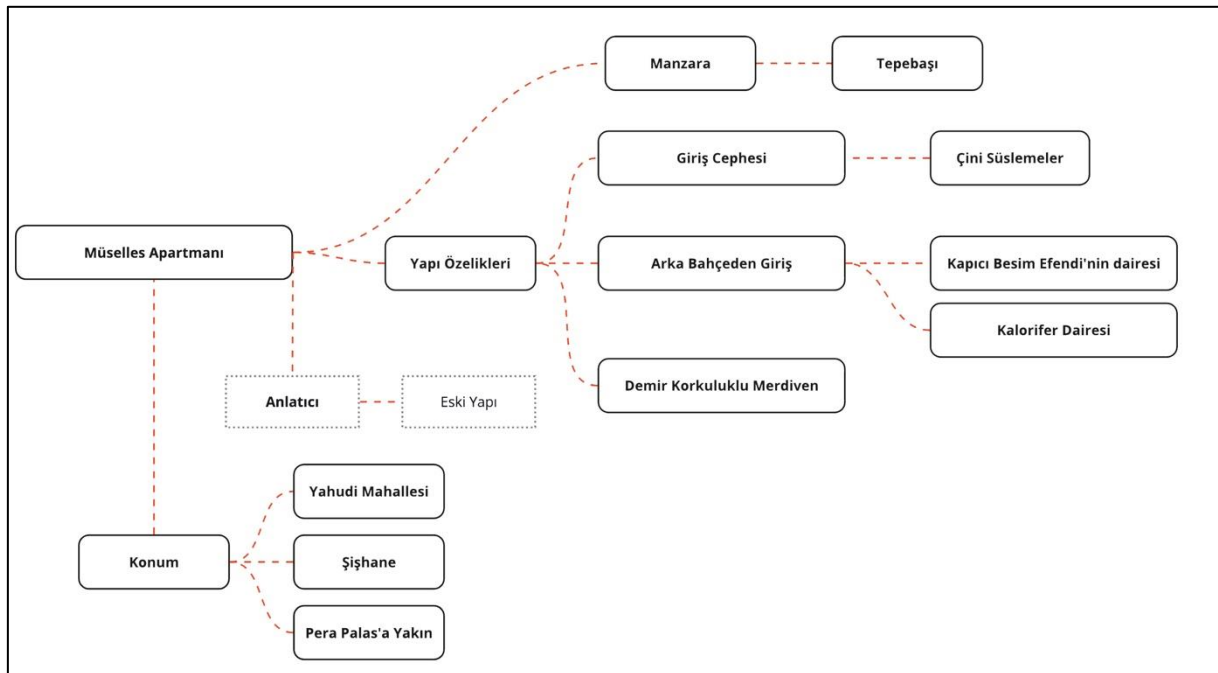 Manzara
Tepebaşı
Giriş Cephesi
Çini Süslemeler
Müselles Apartmanı
Yapı Özelikleri
Arka Bahçeden Giriş
Kapıcı Besim Efendi'nin dairesi
Kalorifer Dairesi
Demir Korkuluklu Merdiven
Anlatıcı
Eski Yapı
Yahudi Mahallesi
Konum
Şişhane
Pera Palas'a Yakın